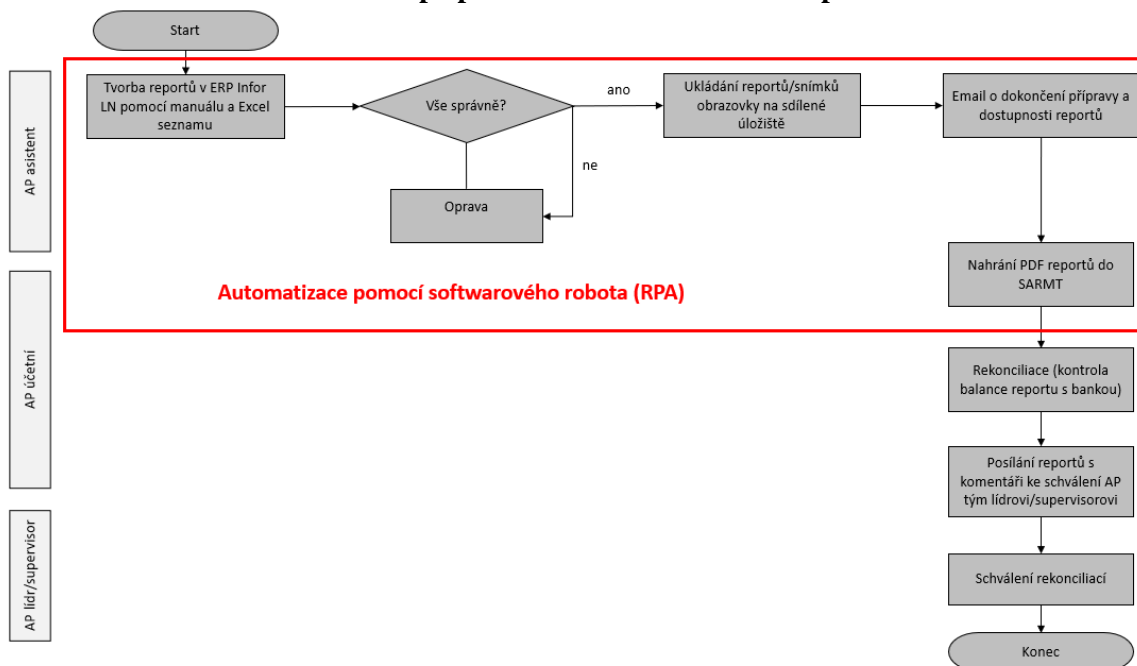 Start
AP asistent
Tvorba reportů v ERP Infor
LN pomocí manuálu a Excel
seznamu
Vše správně?
ano
Ukládání reportů/snímků
obrazovky na sdílené
úložiště
Email o dokončení přípravy a
dostupnosti reportů
ne
Oprava
Nahrání PDF reportů do
SARMT
Automatizace pomocí softwarového robota (RPA)
AP účetní
Rekonciliace (kontrola
balance reportu s bankou)
Posílání reportů s
komentáři ke schválení AP
tým lídrovi/supervisorovi
AP lídr/supervisor
Schválení rekonciliací
Konec